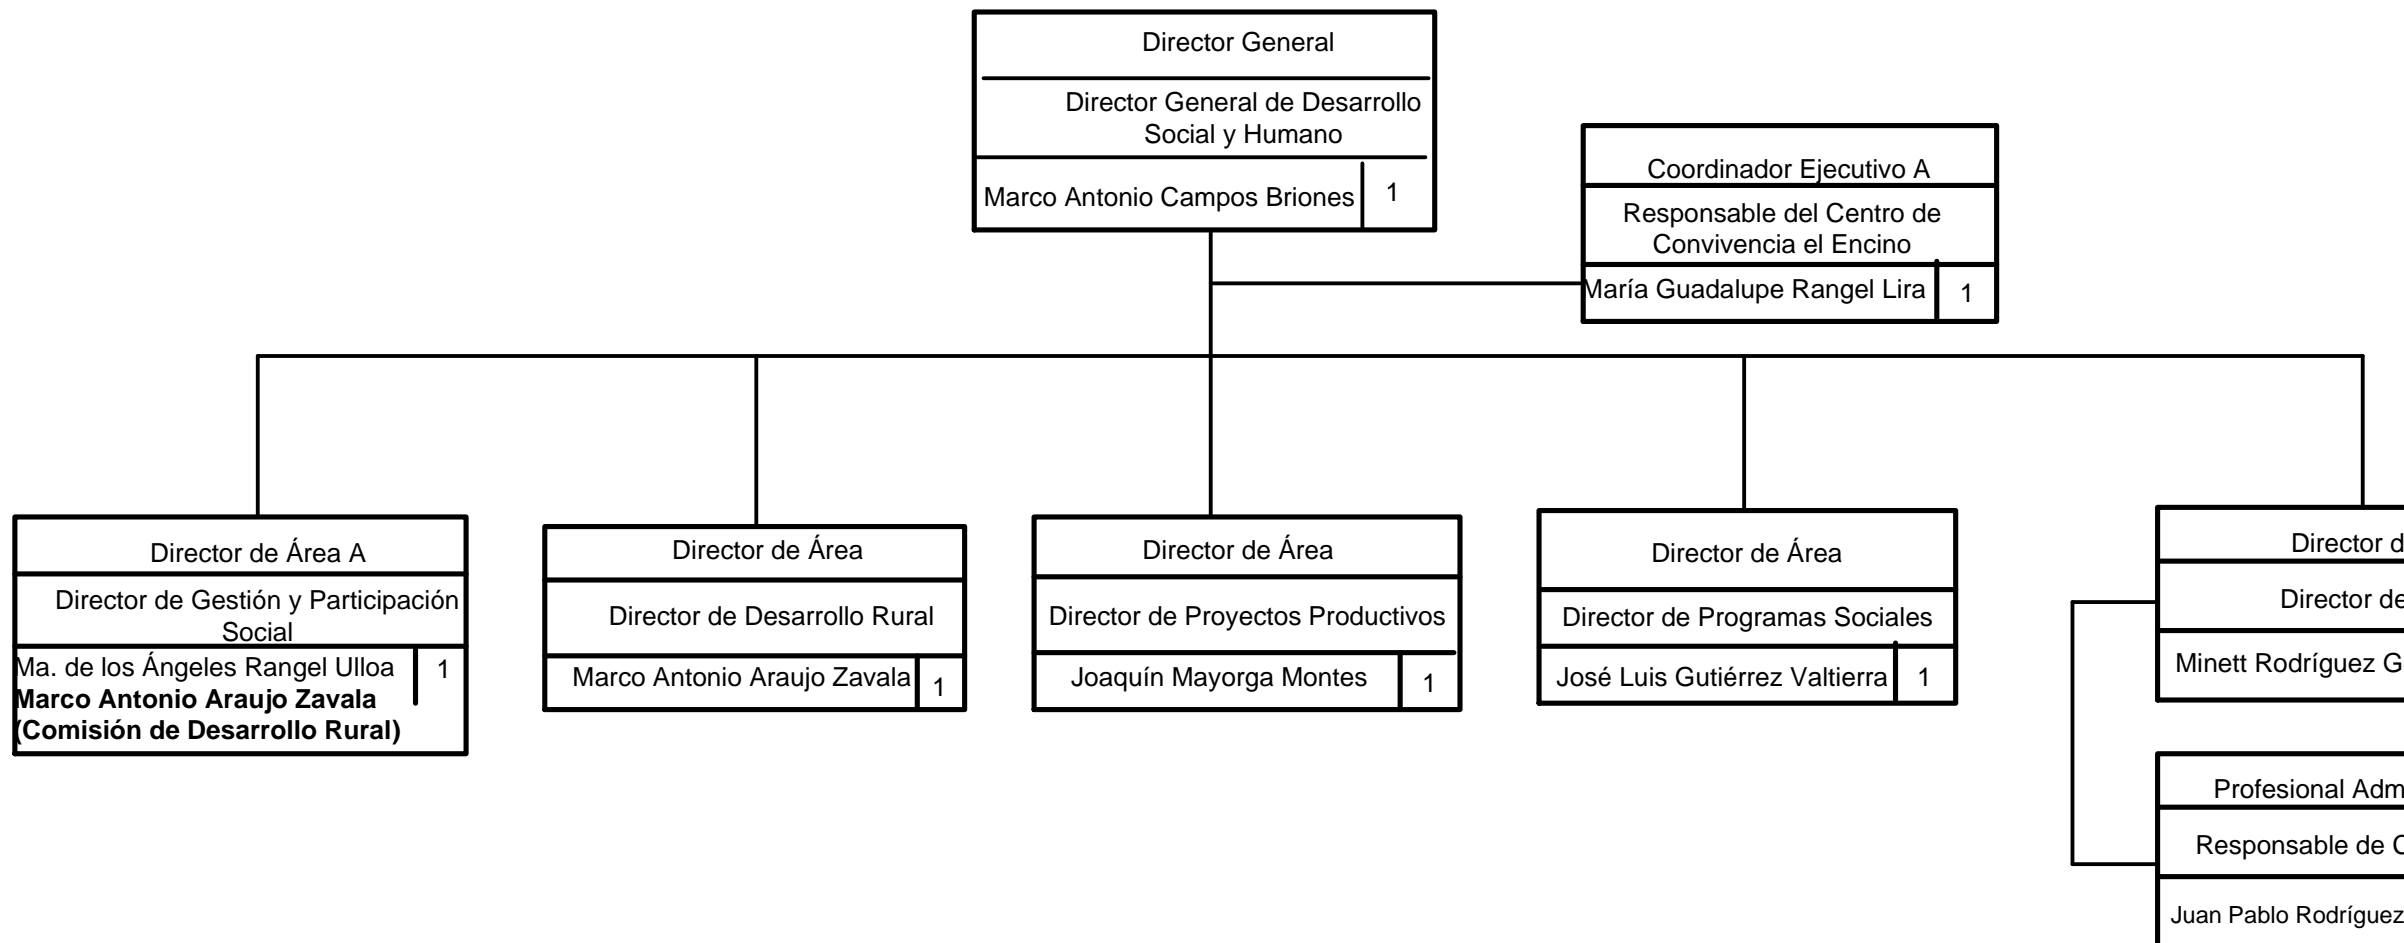 Director General
Director General de Desarrollo
Social y Humano
Marco Antonio Campos Briones
1
Coordinador Ejecutivo A
Responsable del Centro de
Convivencia el Encino
María Guadalupe Rangel Lira
1
Director de Área A
Director de Gestión y Participación
Social
Ma. de los Ángeles Rangel Ulloa
1
Marco Antonio Araujo Zavala
(Comisión de Desarrollo Rural)
Director de Área
Director de Desarrollo Rural
Marco Antonio Araujo Zavala
1
Director de Área
Director de Proyectos Productivos
Joaquín Mayorga Montes
1
Director de Área
Director de Programas Sociales
José Luis Gutiérrez Valtierra
1
Director
Director de
Minett Rodríguez
Profesional
Responsable de
Juan Pablo Rodríguez